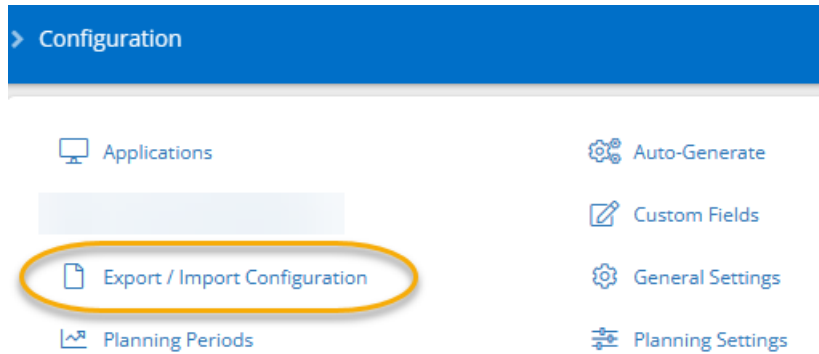 Configuration
Applications
Auto-Generate
Custom Fields
Export / Import Configuration
General Settings
Planning Periods
Planning Settings